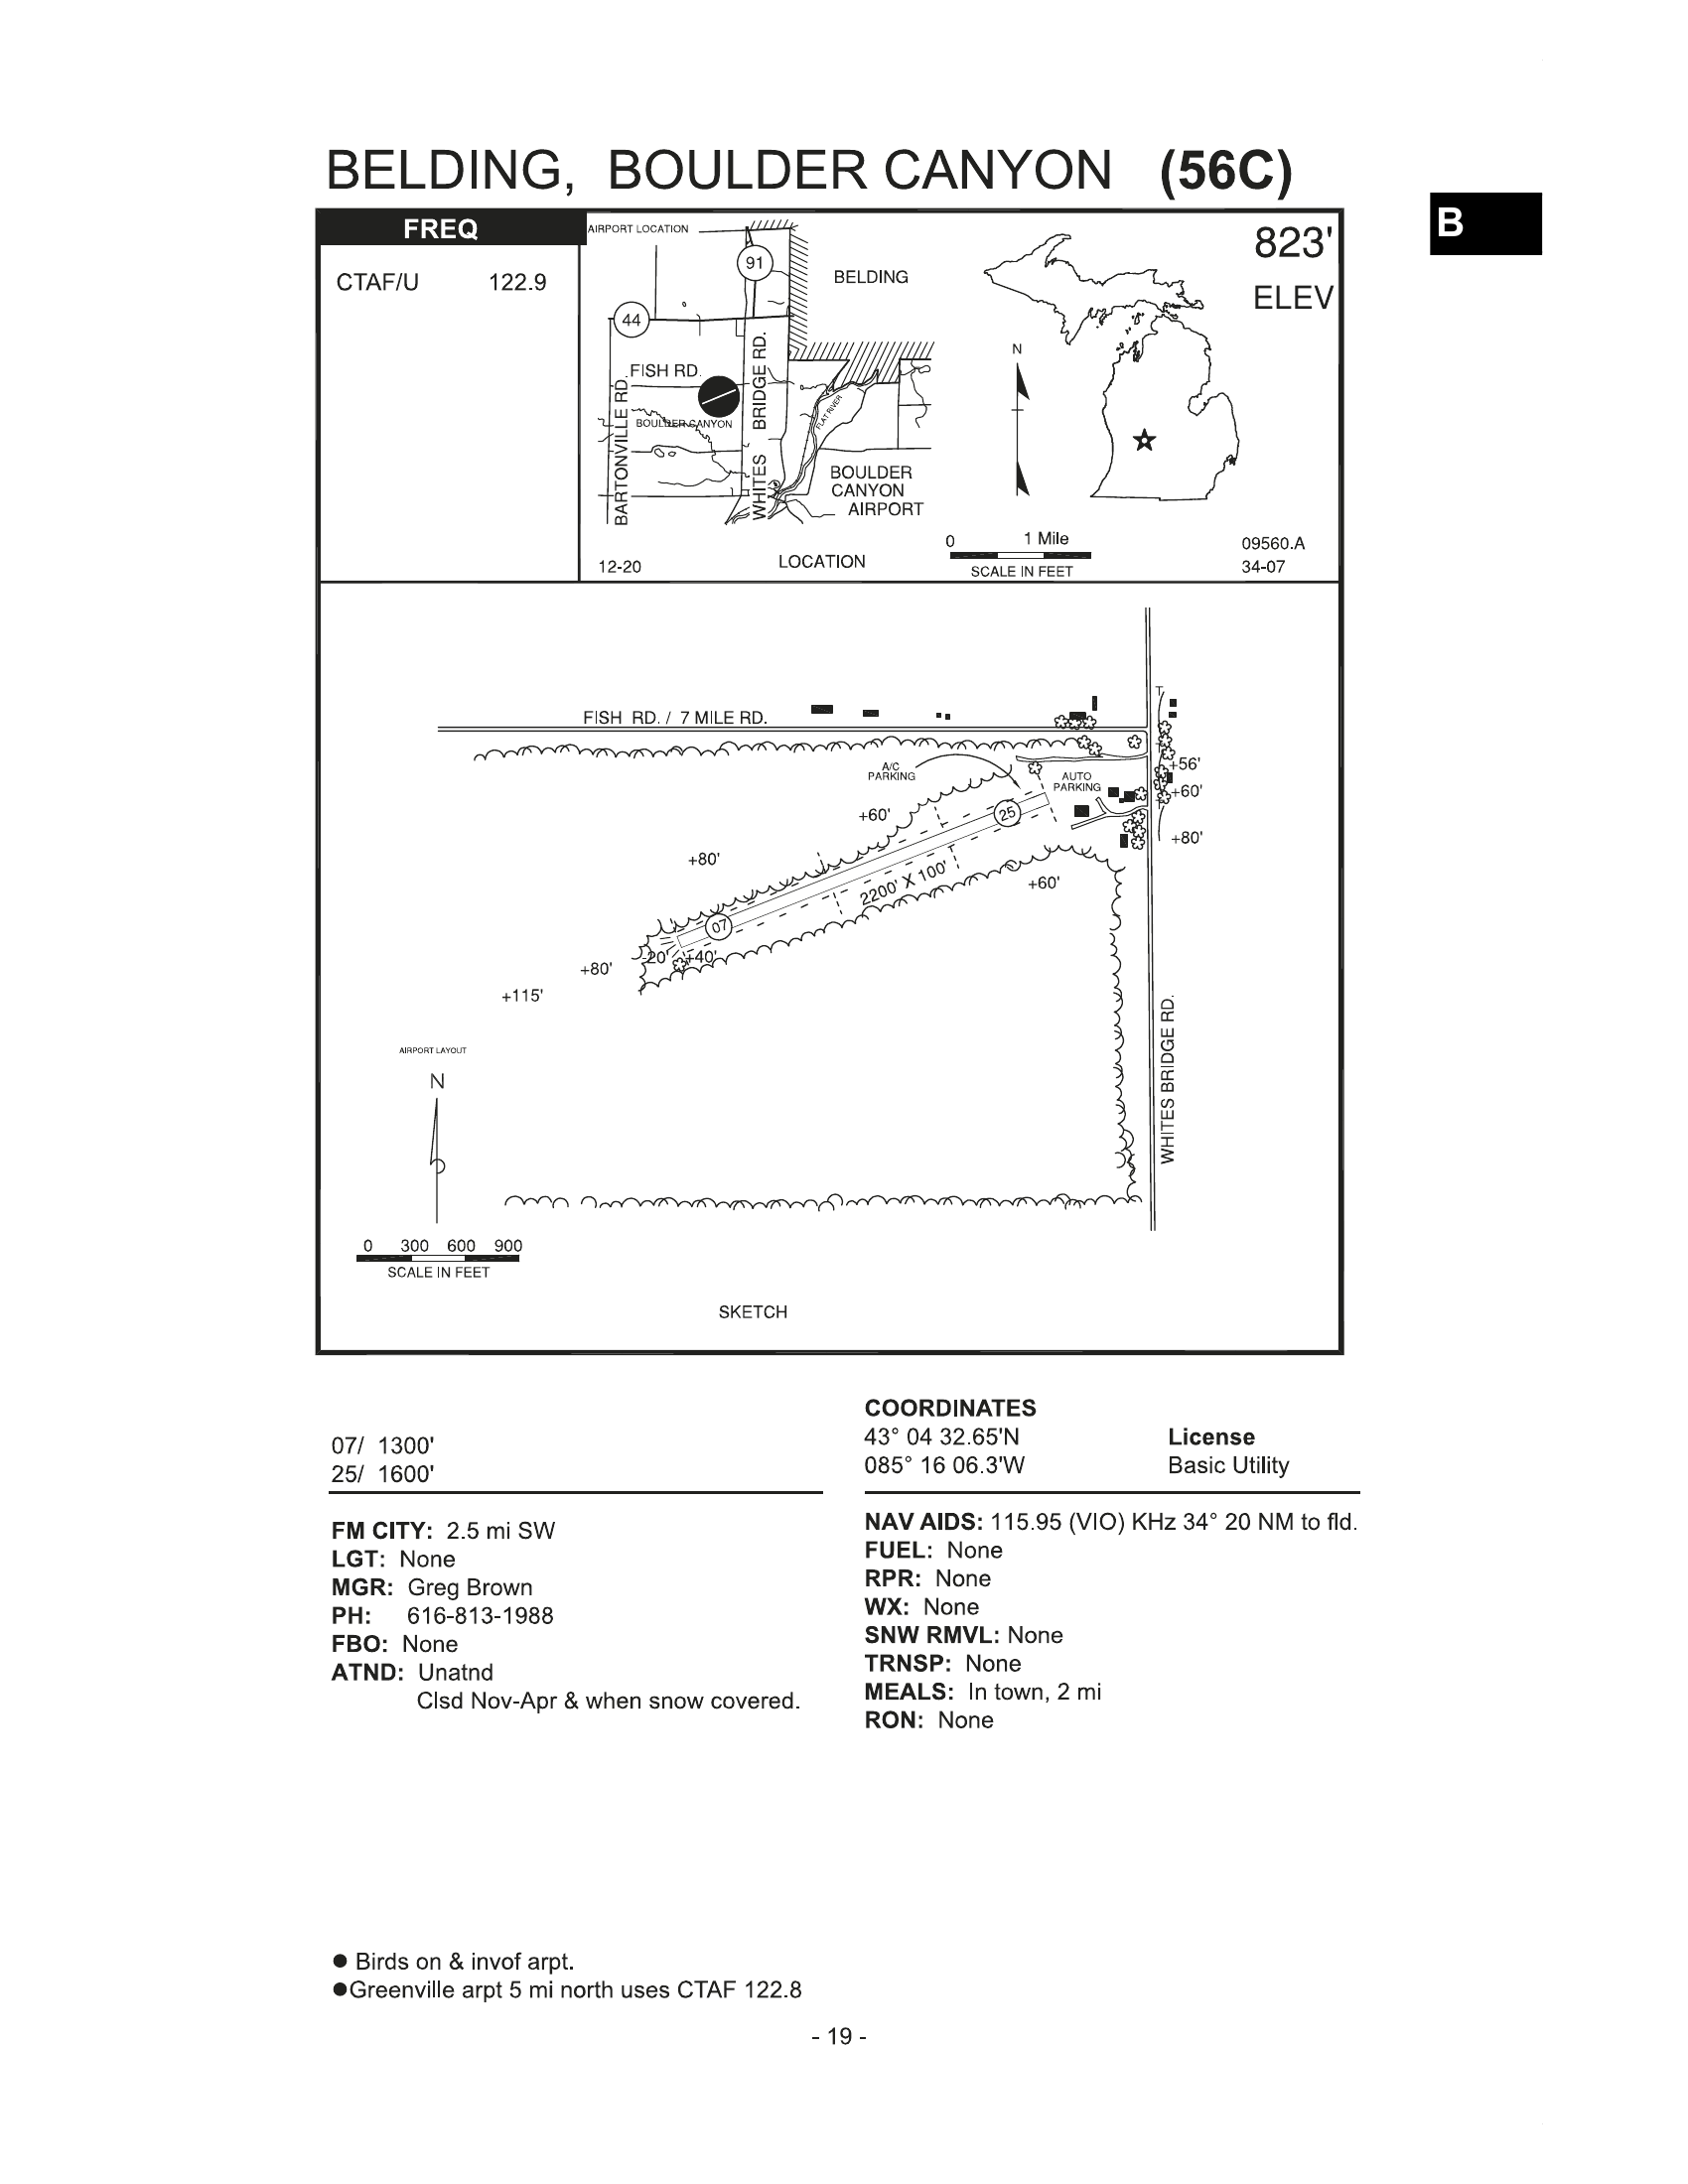 BELDING, BOULDER CANYON (56C)
B
FREQ
CTAF/U 122.9
AIRPORT LOCATION
91
BELDING
44
FISH RD.
BARTONVILLE RD.
WHITES BRIDGE RD.
BOULDER CANYON
FLAT RIVER
BOULDER
CANYON
AIRPORT
N
823'
ELEV
12-20
LOCATION
0 1 Mile
SCALE IN FEET
09560.A
34-07
FISH RD. / 7 MILE RD.
T
A/C
PARKING
AUTO
PARKING
+56'
+60'
+80'
+60'
25
+80'
2200' X 100'
+60'
07
-20'
+40'
+80'
+115'
WHITES BRIDGE RD.
AIRPORT LAYOUT
N
0 300 600 900
SCALE IN FEET
SKETCH
07/ 1300'
25/ 1600'
COORDINATES
43° 04 32.65'N
085° 16 06.3'W
License
Basic Utility
FM CITY: 2.5 mi SW
LGT: None
MGR: Greg Brown
PH: 616-813-1988
FBO: None
ATND: Unatnd
Clsd Nov-Apr & when snow covered.
NAV AIDS: 115.95 (VIO) KHz 34° 20 NM to fld.
FUEL: None
RPR: None
WX: None
SNW RMVL: None
TRNSP: None
MEALS: In town, 2 mi
RON: None
● Birds on & invof arpt.
●Greenville arpt 5 mi north uses CTAF 122.8
- 19 -